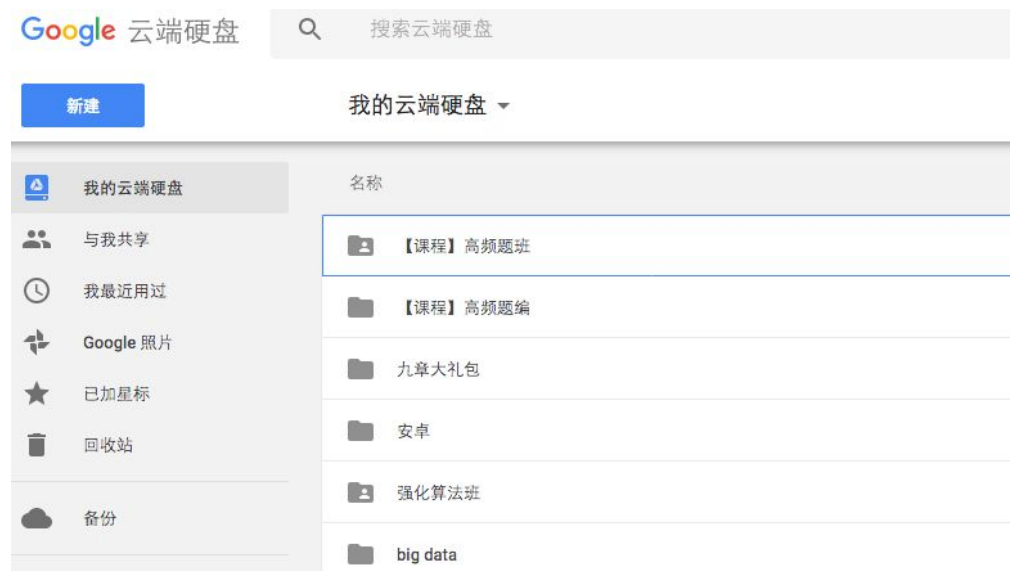 Google 云端硬盘
搜索云端硬盘
新建
我的云端硬盘
我的云端硬盘
与我共享
我最近用过
Google 照片
已加星标
回收站
备份
名称
【课程】高频题班
【课程】高频题编
九章大礼包
安卓
强化算法班
big data